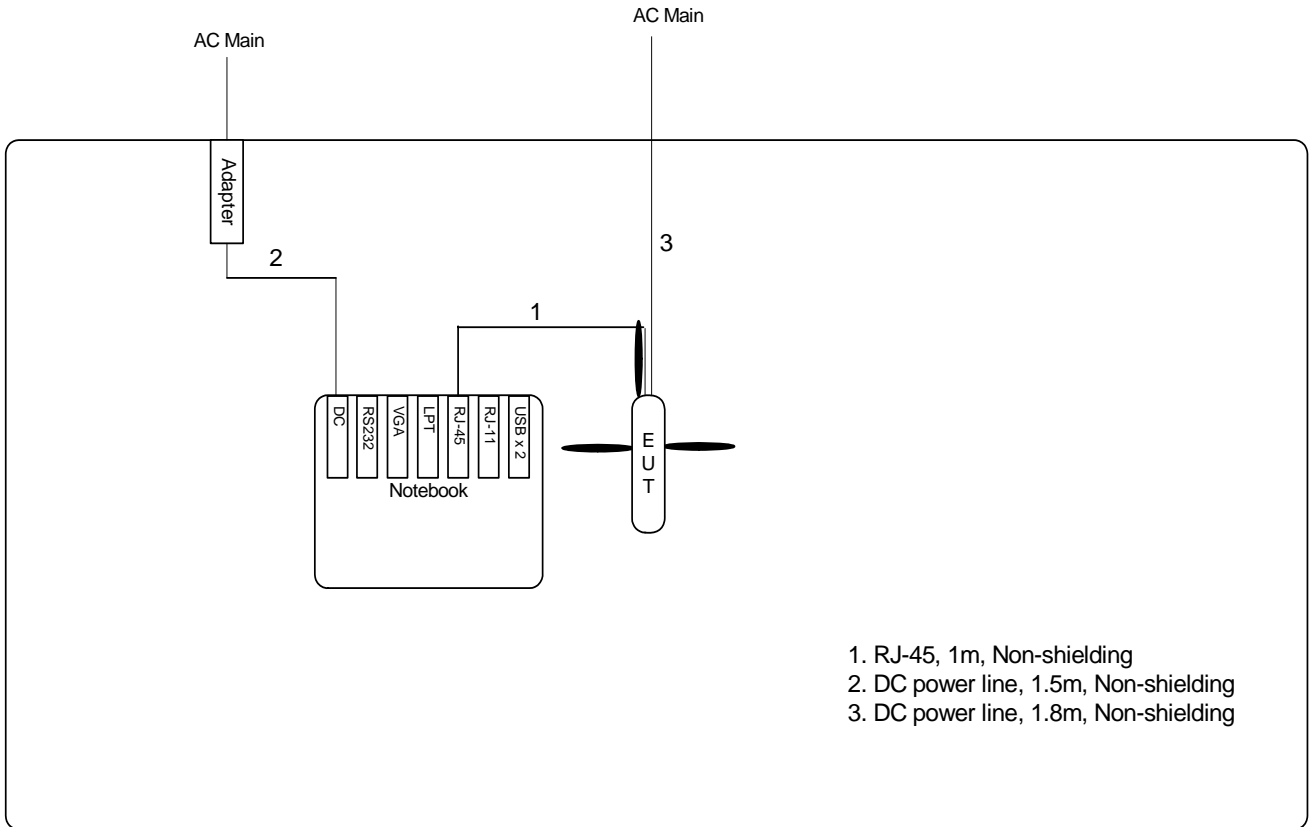 AC Main
AC Main
Adapter
2
3
1
DC
RS232
VGA
LPT
RJ-45
RJ-11
USB x 2
Notebook
E
U
T
1. RJ-45, 1m, Non-shielding
2. DC power line, 1.5m, Non-shielding
3. DC power line, 1.8m, Non-shielding